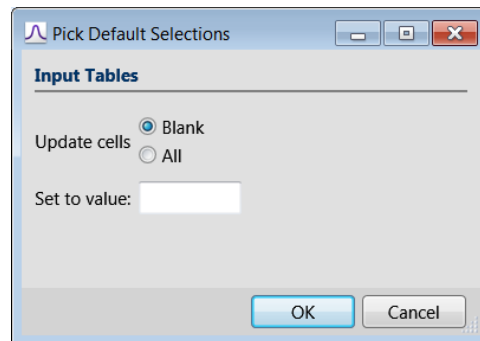 Pick Default Selections
Input Tables
Update cells
Blank
All
Set to value:
OK
Cancel